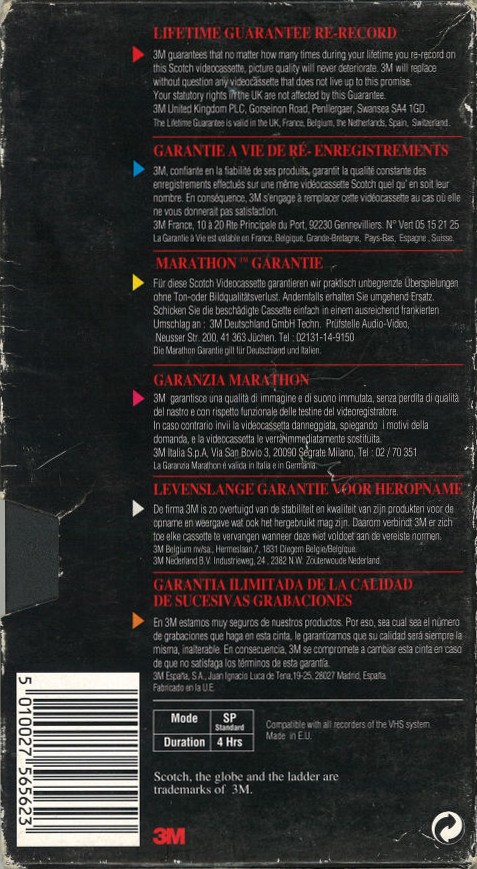 LIFETIME GUARANTEE RE-RECORD
3M guarantees that no matter how many times during your lifetime you re-record on
this Scotch videocassette, picture quality will never deteriorate. 3M will replace
without question any videocassette that does not live up to this promise.
Your statutory rights in the UK are not affected by this Guarantee.
3M United Kingdom PLC, Gorseinon Road, Penllergaer, Swansea SA4 1GD.
The Lifetime Guarantee is valid in the UK, France, Belgium, the Netherlands, Spain, Switzerland.
GARANTIE A VIE DE RÉ- ENREGISTREMENTS
3M, confiante en la fiabilité de ses produits, garantit la qualité constante des
enregistrements effectués sur une même vidéocassette Scotch quel qu' en soit leur
nombre. En conséquence, 3M s'engage à remplacer cette vidéocassette au cas où elle
ne vous donnerait pas satisfaction.
3M France, 10 à 20 Rte Principale du Port, 92230 Gennevilliers. N° Vert 05 15 21 25
La Garantie à Vie est valable en France, Belgique, Grande-Bretagne, Pays-Bas, Espagne, Suisse.
MARATHON ™ GARANTIE
Für diese Scotch Videocassette garantieren wir praktisch unbegrenzte Überspielungen
ohne Ton-oder Bildqualitätsverlust. Andernfalls erhalten Sie umgehend Ersatz.
Schicken Sie die beschädigte Cassette einfach in einem ausreichend frankierten
Umschlag an : 3M Deutschland GmbH Techn. Prüfstelle Audio-Video,
Neusser Str. 200, 41 363 Jüchen. Tel : 02131-14-9150
Die Marathon Garantie gilt für Deutschland und Italien.
GARANZIA MARATHON
3M garantisce una qualità di immagine e di suono immutata, senza perdita di qualità
del nastro e con rispetto funzionale delle testine del videoregistratore.
In caso contrario invii la videocassetta danneggiata, spiegando i motivi della
domanda, e la videocassetta le verrà immediatamente sostituita.
3M Italia S.p.A. Via San Bovio 3, 20090 Segrate Milano, Tel : 02 / 70 351
La Garanzia Marathon é valida in Italia e in Germania.
LEVENSLANGE GARANTIE VOOR HEROPNAME
De firma 3M is zo overtuigd van de stabiliteit en kwaliteit van zijn produkten voor de
opname en weergave wat ook het hergebruikt mag zijn. Daarom verbindt 3M er zich
toe elke cassette te vervangen wanneer deze niet voldoet aan de vereiste normen.
3M Belgium nv/sa., Hermeslaan,7, 1831 Diegem Belgie/Belgique.
3M Nederland B.V. Industrieweg, 24 , 2382 N.W. Zoeterwoude Nederland.
GARANTIA ILIMITADA DE LA CALIDAD
DE SUCESIVAS GRABACIONES
En 3M estamos muy seguros de nuestros productos. Por eso, sea cual sea el número
de grabaciones que haga en esta cinta, le garantizamos que su calidad será siempre la
misma, inalterable. En consecuencia, 3M se compromete a cambiar esta cinta en caso
de que no satisfaga los términos de esta garantía.
3M España, S.A., Juan Ignacio Luca de Tena,19-25, 28027 Madrid, España.
Fabricado en la U.E.
Mode SP Standard
Duration 4 Hrs
Compatible with all recorders of the VHS system.
Made in E.U.
Scotch, the globe and the ladder are
trademarks of 3M.
3M
5 010027 565623